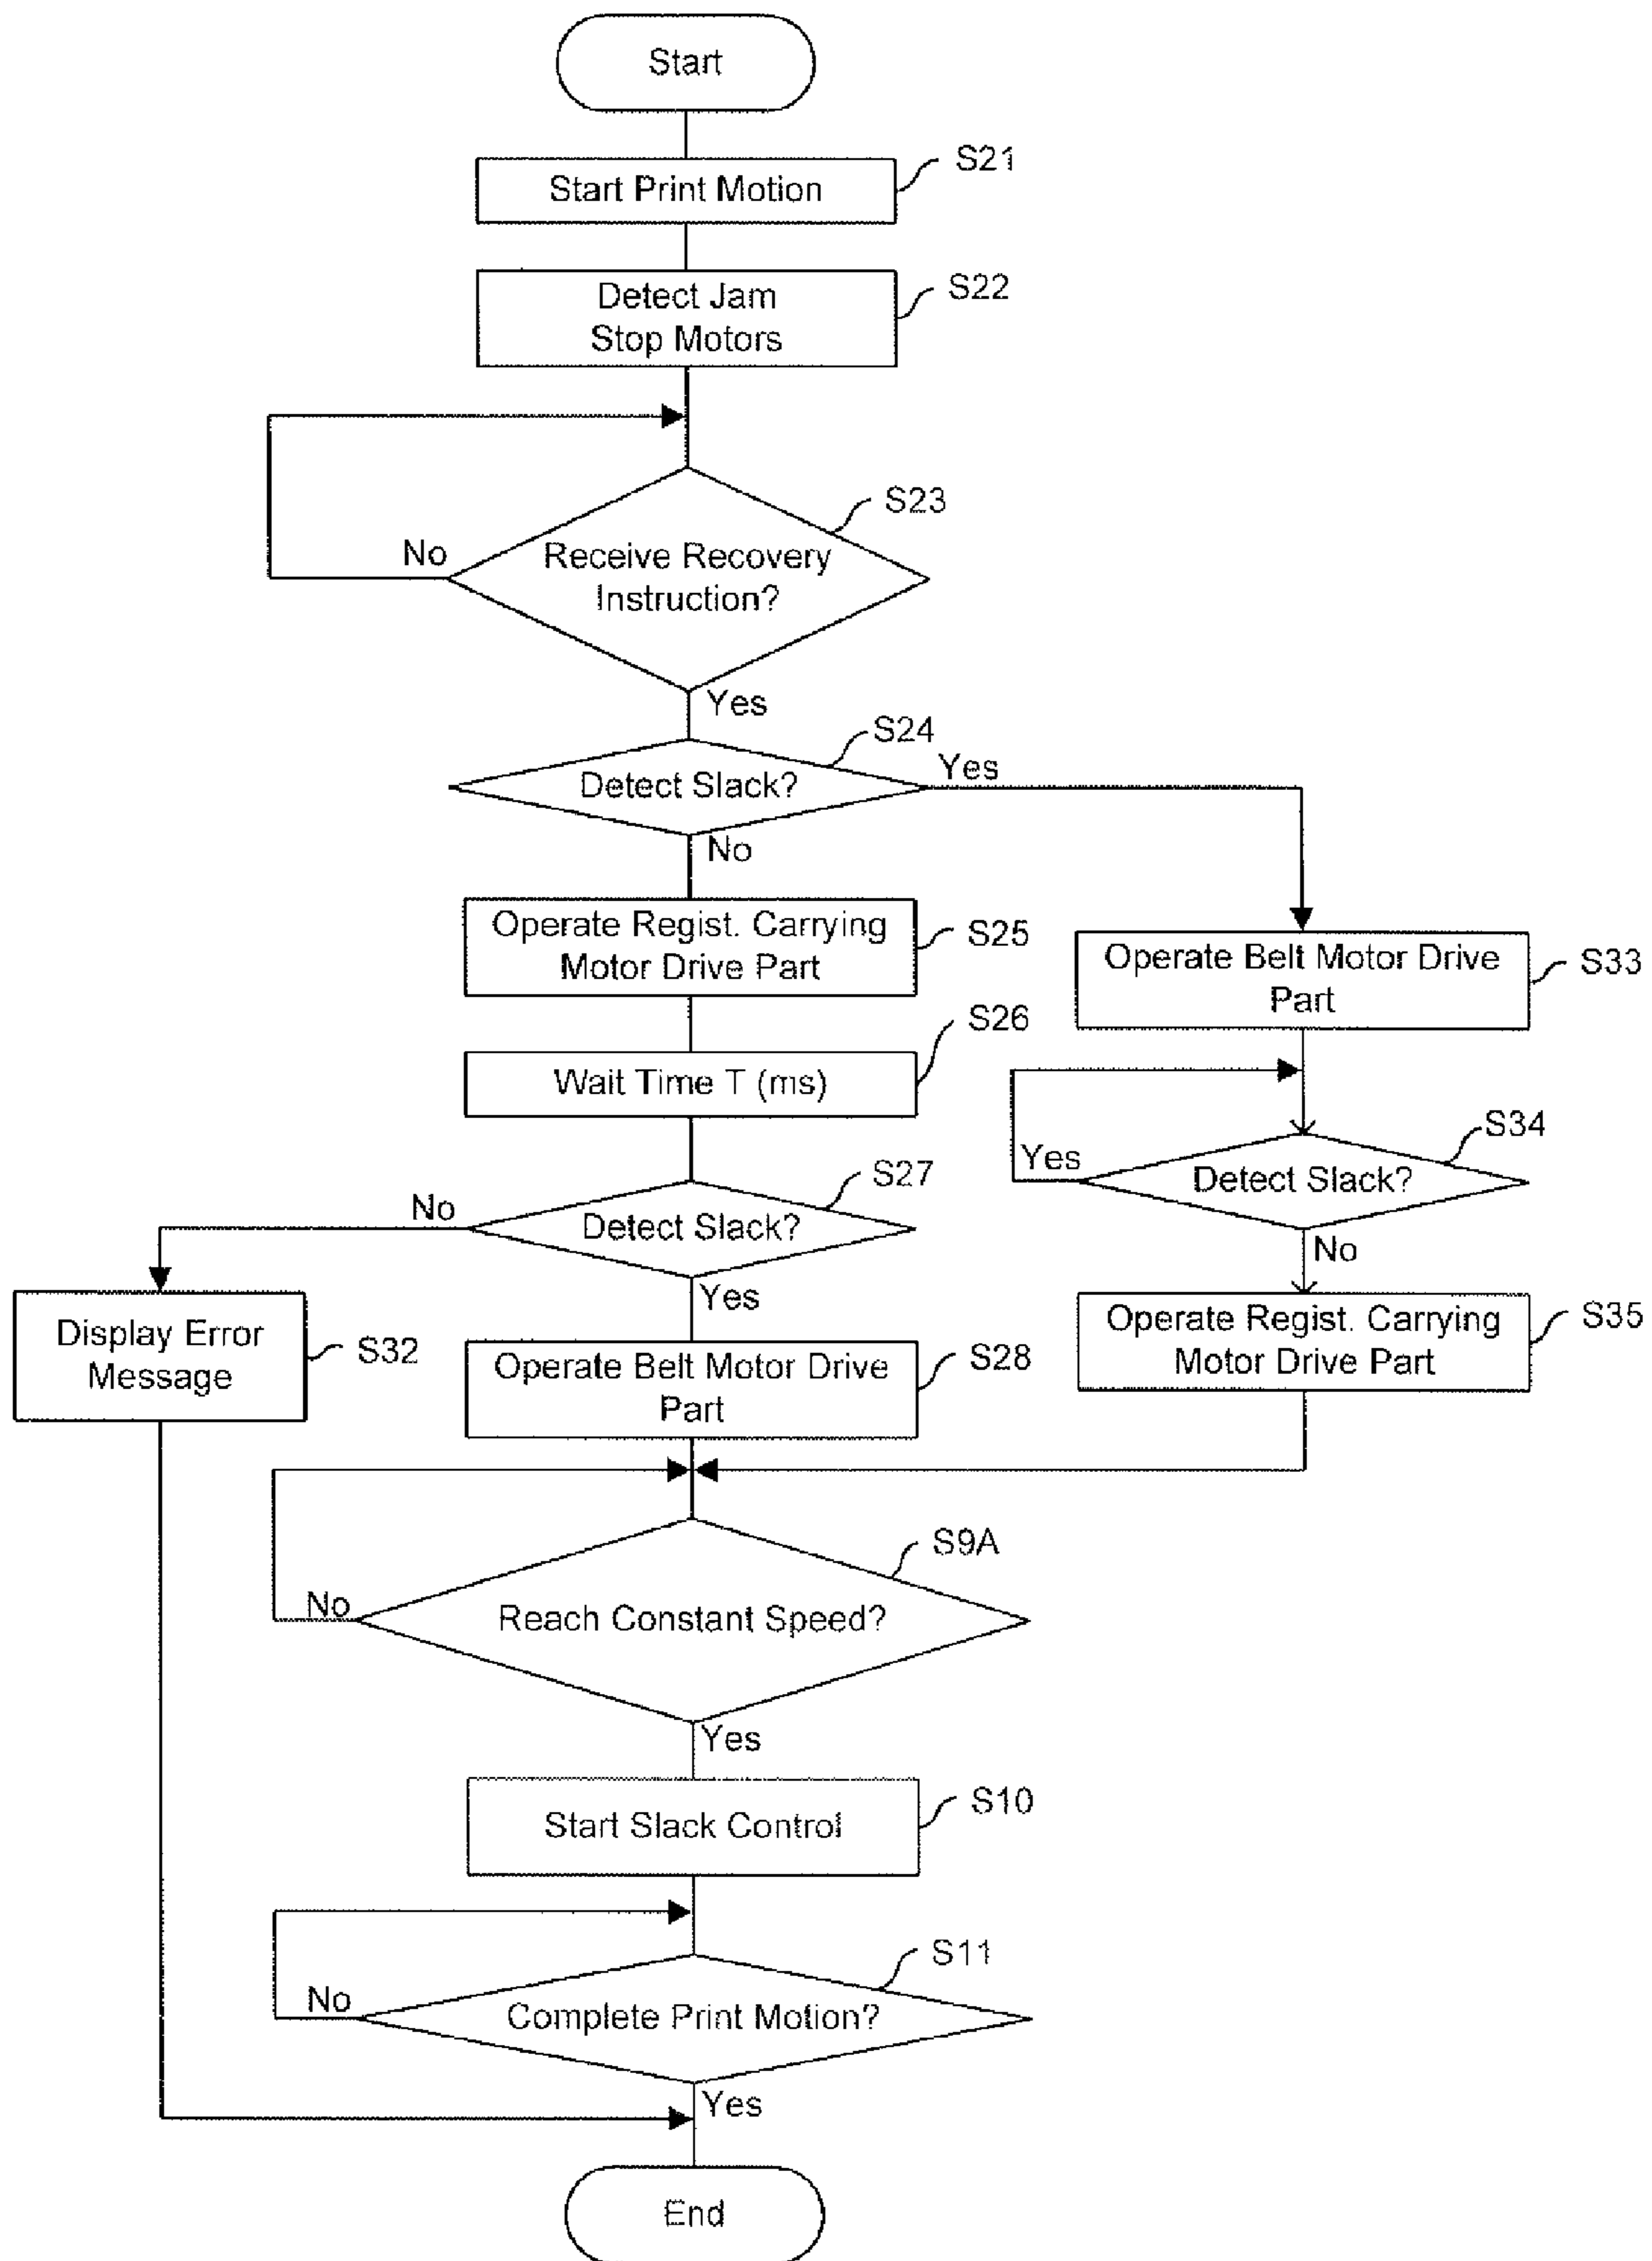 Start
S21
Start Print Motion
S22
Detect Jam
Stop Motors
S23
No
Receive Recovery
Instruction?
Yes
S24
Yes
Detect Slack?
No
Operate Regist. Carrying
Motor Drive Part
S25
Operate Belt Motor Drive
Part
S33
S26
Wait Time T (ms)
S34
Yes
Detect Slack?
S27
No
Detect Slack?
No
Yes
Display Error
Message
S32
Operate Belt Motor Drive
Part
S28
Operate Regist. Carrying
Motor Drive Part
S35
S9A
No
Reach Constant Speed?
Yes
S10
Start Slack Control
S11
No
Complete Print Motion?
Yes
End